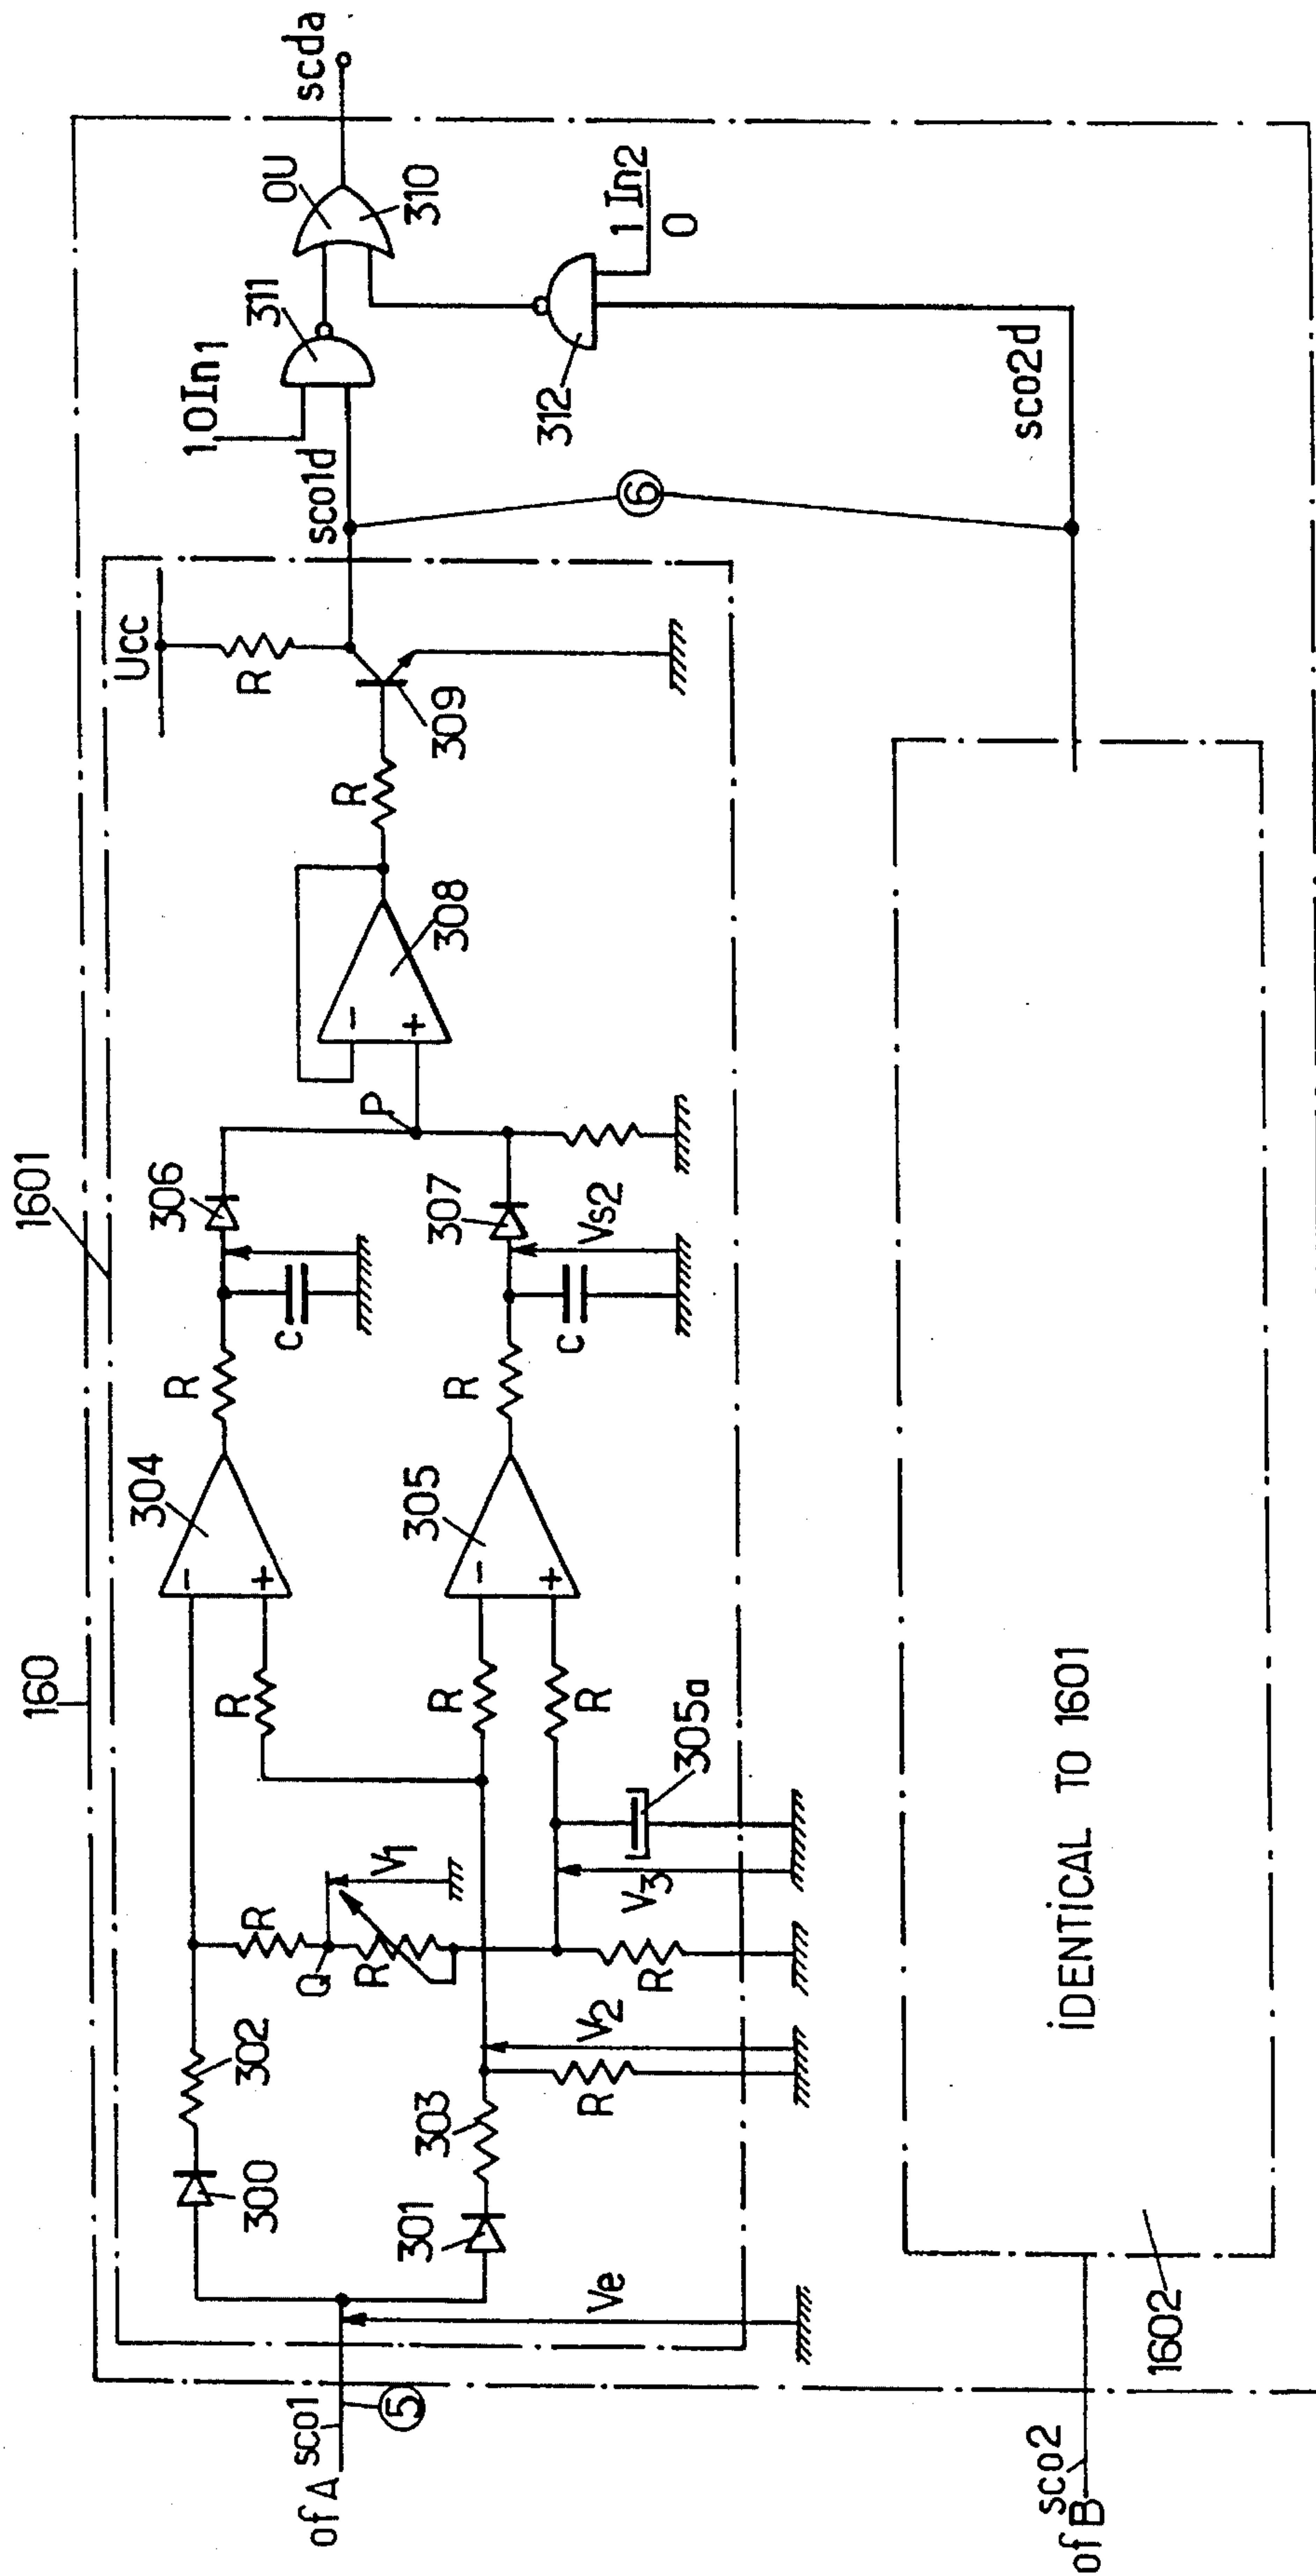 160
1601
of A sco1
5
Ve
300
301
302
303
R
V2
Q
R
R
R
V1
V3
305a
R
R
R
-
+
304
-
+
305
R
R
C
C
306
307
Vs2
P
-
+
308
R
309
R
Ucc
sco1d
6
1 0 In1
311
OU
310
scda
312
1 In2
0
sco2d
of B sco2
1602
İDENTİCAL TO 1601